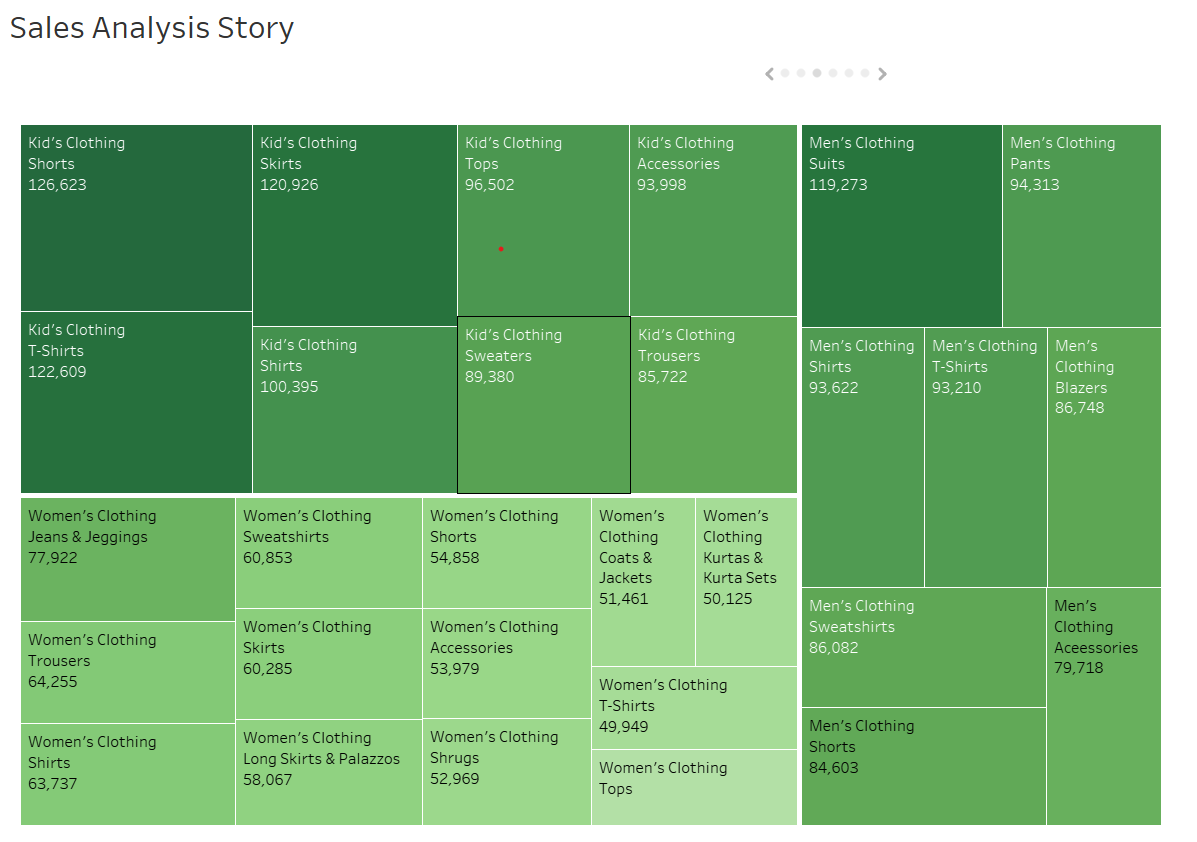 Sales Analysis Story
Kid's Clothing
Shorts
126,623
Kid's Clothing
Skirts
120,926
Kid's Clothing
Tops
96,502
Kid's Clothing
Accessories
93,998
Kid's Clothing
T-Shirts
122,609
Kid's Clothing
Shirts
100,395
Kid's Clothing
Sweaters
89,380
Kid's Clothing
Trousers
85,722
Men's Clothing
Suits
119,273
Men's Clothing
Pants
94,313
Men's Clothing
Shirts
93,622
Men's Clothing
T-Shirts
93,210
Men's
Clothing
Blazers
86,748
Men's Clothing
Sweatshirts
86,082
Men's
Clothing
Aceessories
79,718
Men's Clothing
Shorts
84,603
Women's Clothing
Jeans & Jeggings
77,922
Women's Clothing
Trousers
64,255
Women's Clothing
Shirts
63,737
Women's Clothing
Sweatshirts
60,853
Women's Clothing
Skirts
60,285
Women's Clothing
Long Skirts & Palazzos
58,067
Women's Clothing
Shorts
54,858
Women's Clothing
Accessories
53,979
Women's Clothing
Shrugs
52,969
Women's
Clothing
Coats &
Jackets
51,461
Women's
Clothing
Kurtas &
Kurta Sets
50,125
Women's Clothing
T-Shirts
49,949
Women's Clothing
Tops